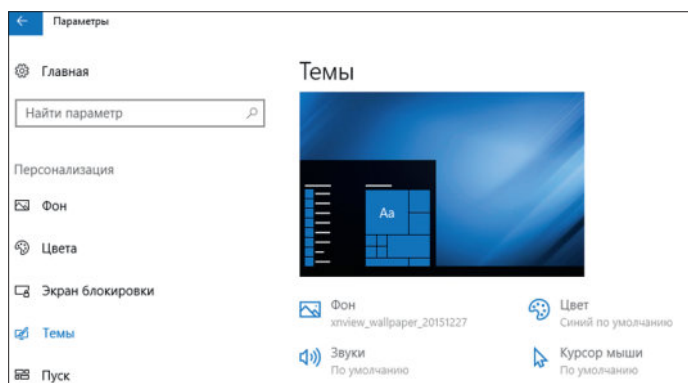 Параметры
Главная
Найти параметр
Персонализация
Фон
Цвета
Экран блокировки
Темы
Пуск
Темы
Aa
Фон
xnview_wallpaper_20151227
Цвет
Синий по умолчанию
Звуки
По умолчанию
Курсор мыши
По умолчанию